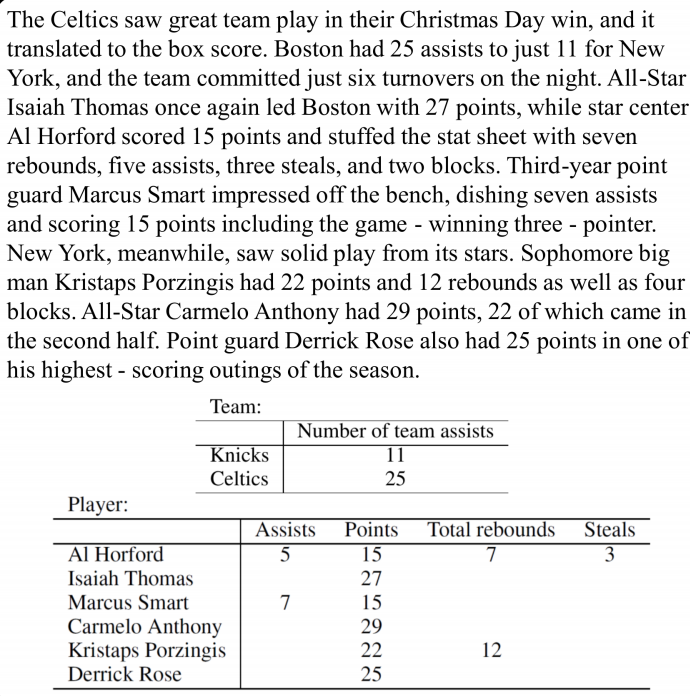 The Celtics saw great team play in their Christmas Day win, and it
translated to the box score. Boston had 25 assists to just 11 for New
York, and the team committed just six turnovers on the night. All-Star
Isaiah Thomas once again led Boston with 27 points, while star center
Al Horford scored 15 points and stuffed the stat sheet with seven
rebounds, five assists, three steals, and two blocks. Third-year point
guard Marcus Smart impressed off the bench, dishing seven assists
and scoring 15 points including the game - winning three - pointer.
New York, meanwhile, saw solid play from its stars. Sophomore big
man Kristaps Porzingis had 22 points and 12 rebounds as well as four
blocks. All-Star Carmelo Anthony had 29 points, 22 of which came in
the second half. Point guard Derrick Rose also had 25 points in one of
his highest - scoring outings of the season.
Team:
Number of team assists
Knicks 11
Celtics 25
Player:
Assists Points Total rebounds Steals
Al Horford 5 15 7 3
Isaiah Thomas 27
Marcus Smart 7 15
Carmelo Anthony 29
Kristaps Porzingis 22 12
Derrick Rose 25